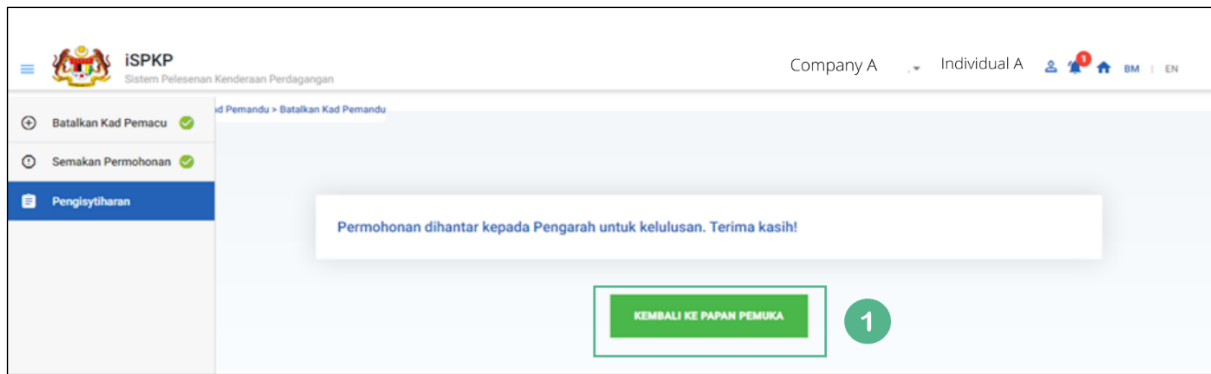 iSPKP
Sistem Pelesenan Kenderaan Perdagangan
Company A
Individual A
1
BM | EN
Pemandu > Batalkan Kad Pemandu
Batalkan Kad Pemacu
Semakan Permohonan
Pengisytiharan
Permohonan dihantar kepada Pengarah untuk kelulusan. Terima kasih!
KEMBALI KE PAPAN PEMUKA
1